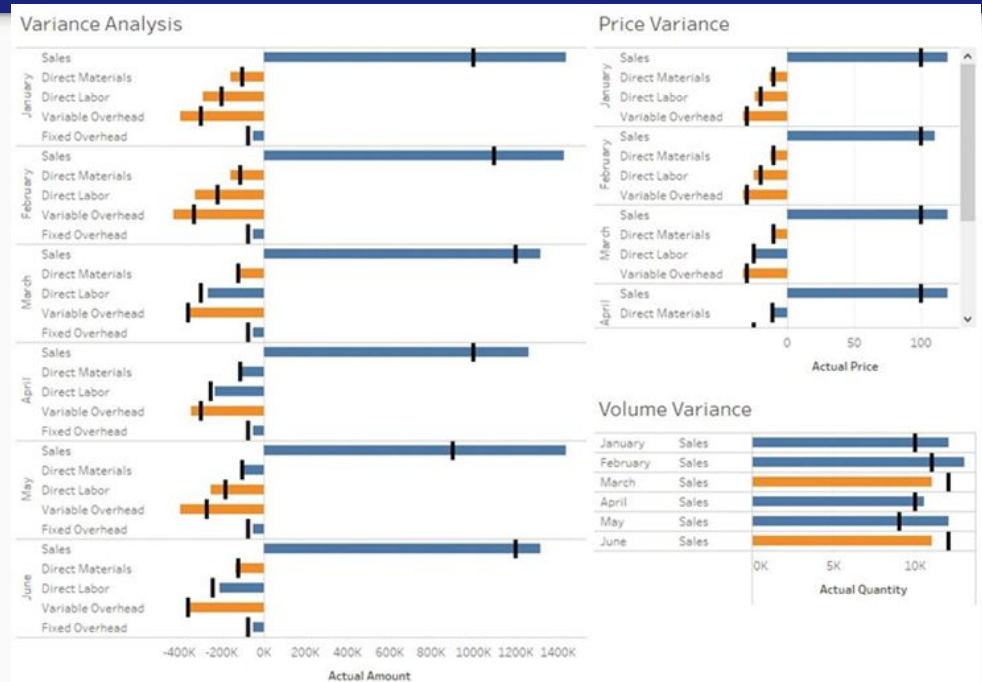 Variance Analysis
January
Sales
Direct Materials
Direct Labor
Variable Overhead
Fixed Overhead
February
Sales
Direct Materials
Direct Labor
Variable Overhead
Fixed Overhead
March
Sales
Direct Materials
Direct Labor
Variable Overhead
Fixed Overhead
April
Sales
Direct Materials
Direct Labor
Variable Overhead
Fixed Overhead
May
Sales
Direct Materials
Direct Labor
Variable Overhead
Fixed Overhead
June
Sales
Direct Materials
Direct Labor
Variable Overhead
Fixed Overhead
-400K -200K 0K 200K 400K 600K 800K 1000K 1200K 1400K
Actual Amount
Price Variance
January
Sales
Direct Materials
Direct Labor
Variable Overhead
February
Sales
Direct Materials
Direct Labor
Variable Overhead
March
Sales
Direct Materials
Direct Labor
Variable Overhead
April
Sales
Direct Materials
0 50 100
Actual Price
Volume Variance
January Sales
February Sales
March Sales
April Sales
May Sales
June Sales
0K 5K 10K
Actual Quantity